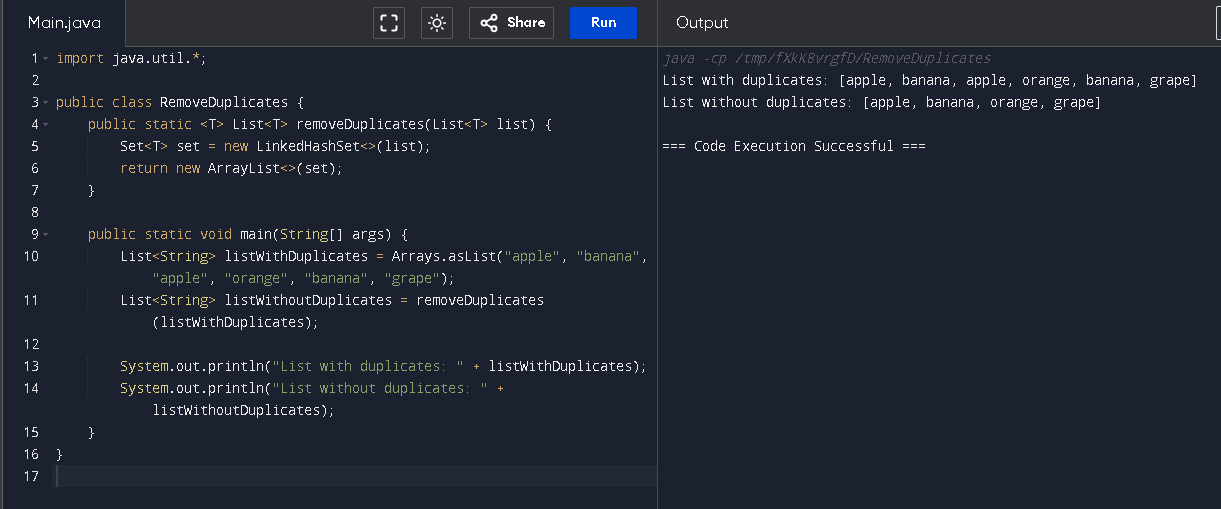 Main.java
Share
Run
Output
1 import java.util.*;
2
3 public class RemoveDuplicates {
4     public static <T> List<T> removeDuplicates(List<T> list) {
5         Set<T> set = new LinkedHashSet<>(list);
6         return new ArrayList<>(set);
7     }
8
9     public static void main(String[] args) {
10         List<String> listWithDuplicates = Arrays.asList("apple", "banana",
            "apple", "orange", "banana", "grape");
11         List<String> listWithoutDuplicates = removeDuplicates
            (listWithDuplicates);
12
13         System.out.println("List with duplicates: " + listWithDuplicates);
14         System.out.println("List without duplicates: " +
            listWithoutDuplicates);
15     }
16 }
17
java -cp /tmp/fXkK8vrgfD/RemoveDuplicates
List with duplicates: [apple, banana, apple, orange, banana, grape]
List without duplicates: [apple, banana, orange, grape]
=== Code Execution Successful ===